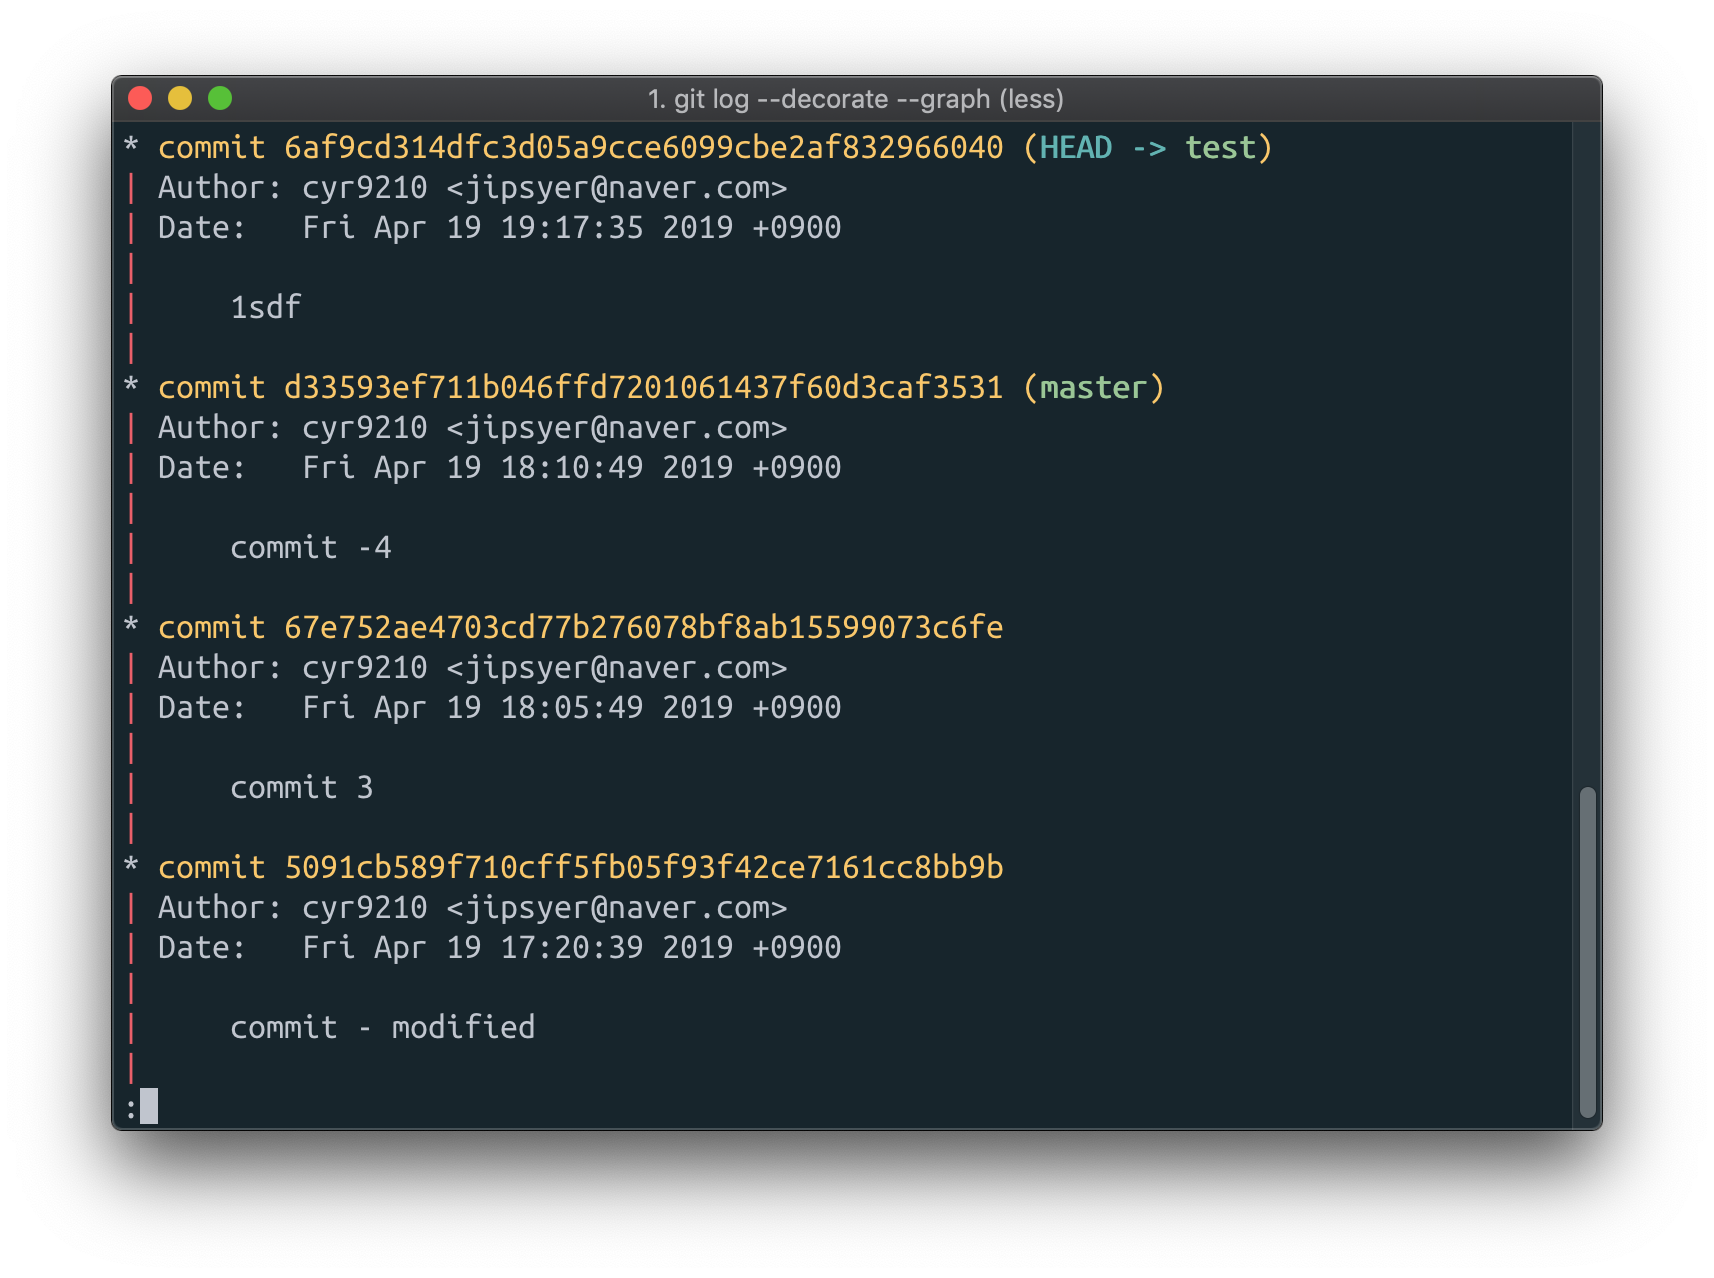 1. git log --decorate --graph (less)
* commit 6af9cd314dfc3d05a9cce6099cbe2af832966040 (HEAD -> test)
| Author: cyr9210 <jipsyer@naver.com>
| Date:   Fri Apr 19 19:17:35 2019 +0900
|
|     1sdf
|
* commit d33593ef711b046ffd7201061437f60d3caf3531 (master)
| Author: cyr9210 <jipsyer@naver.com>
| Date:   Fri Apr 19 18:10:49 2019 +0900
|
|     commit -4
|
* commit 67e752ae4703cd77b276078bf8ab15599073c6fe
| Author: cyr9210 <jipsyer@naver.com>
| Date:   Fri Apr 19 18:05:49 2019 +0900
|
|     commit 3
|
* commit 5091cb589f710cff5fb05f93f42ce7161cc8bb9b
| Author: cyr9210 <jipsyer@naver.com>
| Date:   Fri Apr 19 17:20:39 2019 +0900
|
|     commit - modified
|
: